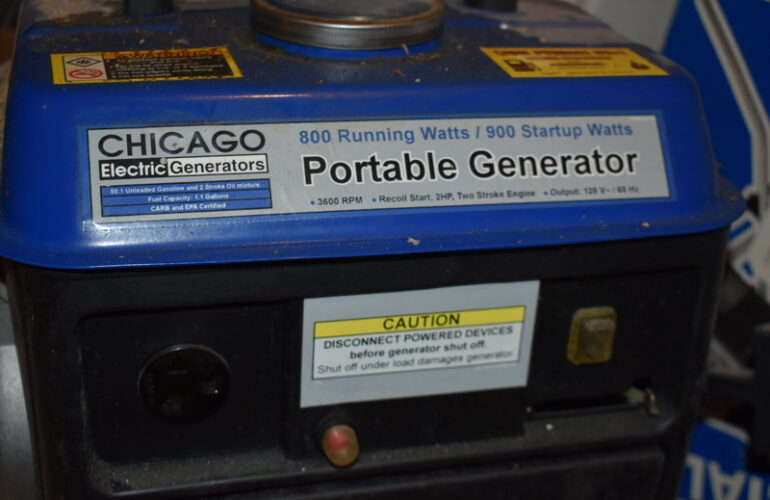 WARNING
CHICAGO
Electric® Generators
50:1 Unleaded Gasoline and 2 Stroke Oil mixture.
Fuel Capacity: 1.1 Gallons
CARB and EPA Certified
800 Running Watts / 900 Startup Watts
Portable Generator
• 3600 RPM • Recoil Start, 2HP, Two Stroke Engine • Output: 120 V~ / 60 Hz
CAUTION
DISCONNECT POWERED DEVICES
before generator shut off.
Shut off under load damages generator.